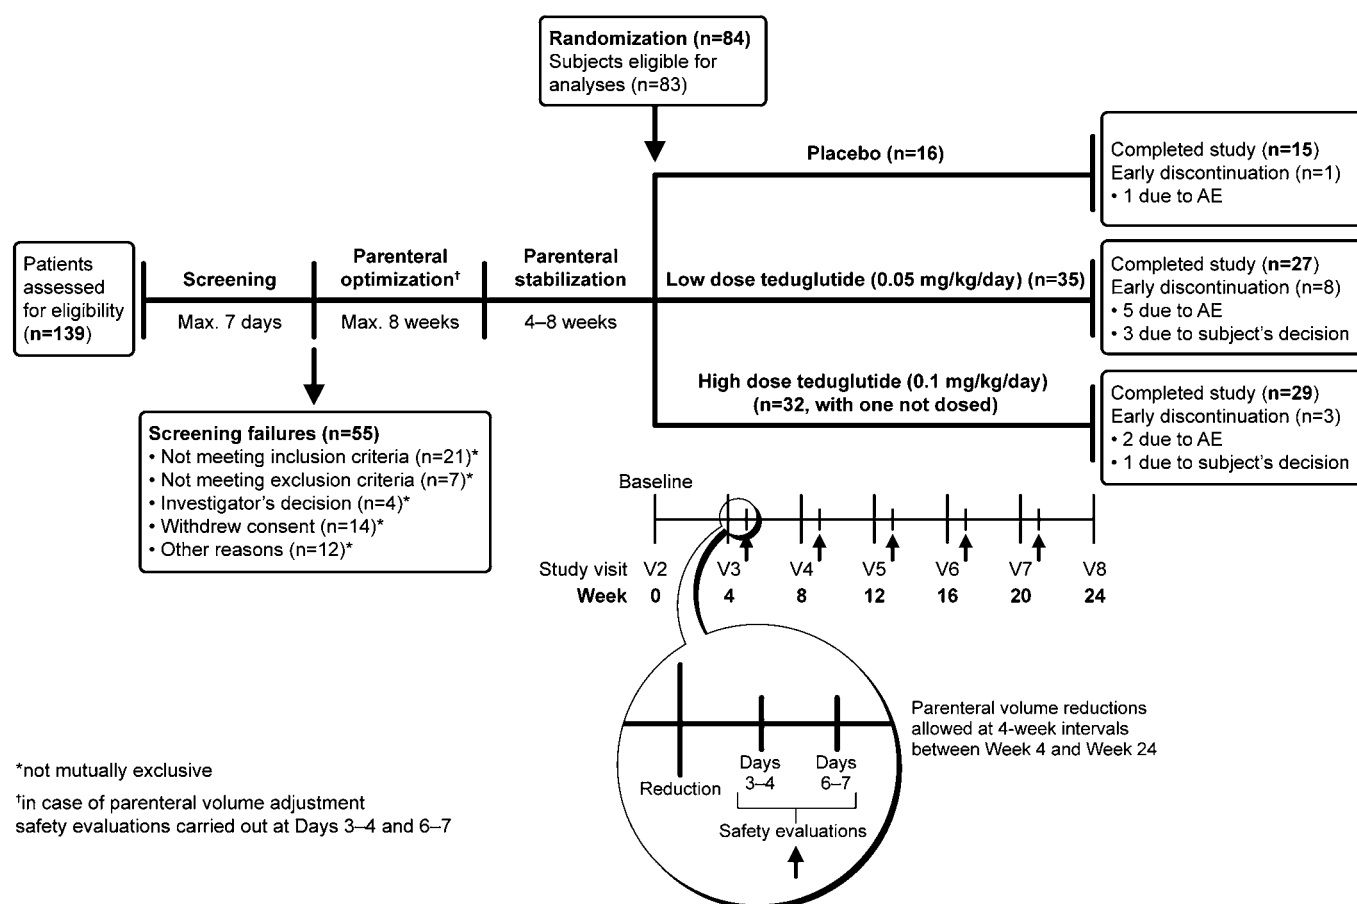 Randomization (n=84)
Subjects eligible for
analyses (n=83)
Placebo (n=16)
Completed study (n=15)
Early discontinuation (n=1)
• 1 due to AE
Patients
assessed
for eligibility
(n=139)
Screening
Max. 7 days
Parenteral
optimization†
Max. 8 weeks
Parenteral
stabilization
4–8 weeks
Low dose teduglutide (0.05 mg/kg/day) (n=35)
Completed study (n=27)
Early discontinuation (n=8)
• 5 due to AE
• 3 due to subject's decision
High dose teduglutide (0.1 mg/kg/day)
(n=32, with one not dosed)
Completed study (n=29)
Early discontinuation (n=3)
• 2 due to AE
• 1 due to subject's decision
Screening failures (n=55)
• Not meeting inclusion criteria (n=21)*
• Not meeting exclusion criteria (n=7)*
• Investigator's decision (n=4)*
• Withdrew consent (n=14)*
• Other reasons (n=12)*
Baseline
Study visit V2 V3 V4 V5 V6 V7 V8
Week 0 4 8 12 16 20 24
Reduction
Days
3–4
Days
6–7
Safety evaluations
Parenteral volume reductions
allowed at 4-week intervals
between Week 4 and Week 24
*not mutually exclusive
†in case of parenteral volume adjustment
safety evaluations carried out at Days 3–4 and 6–7